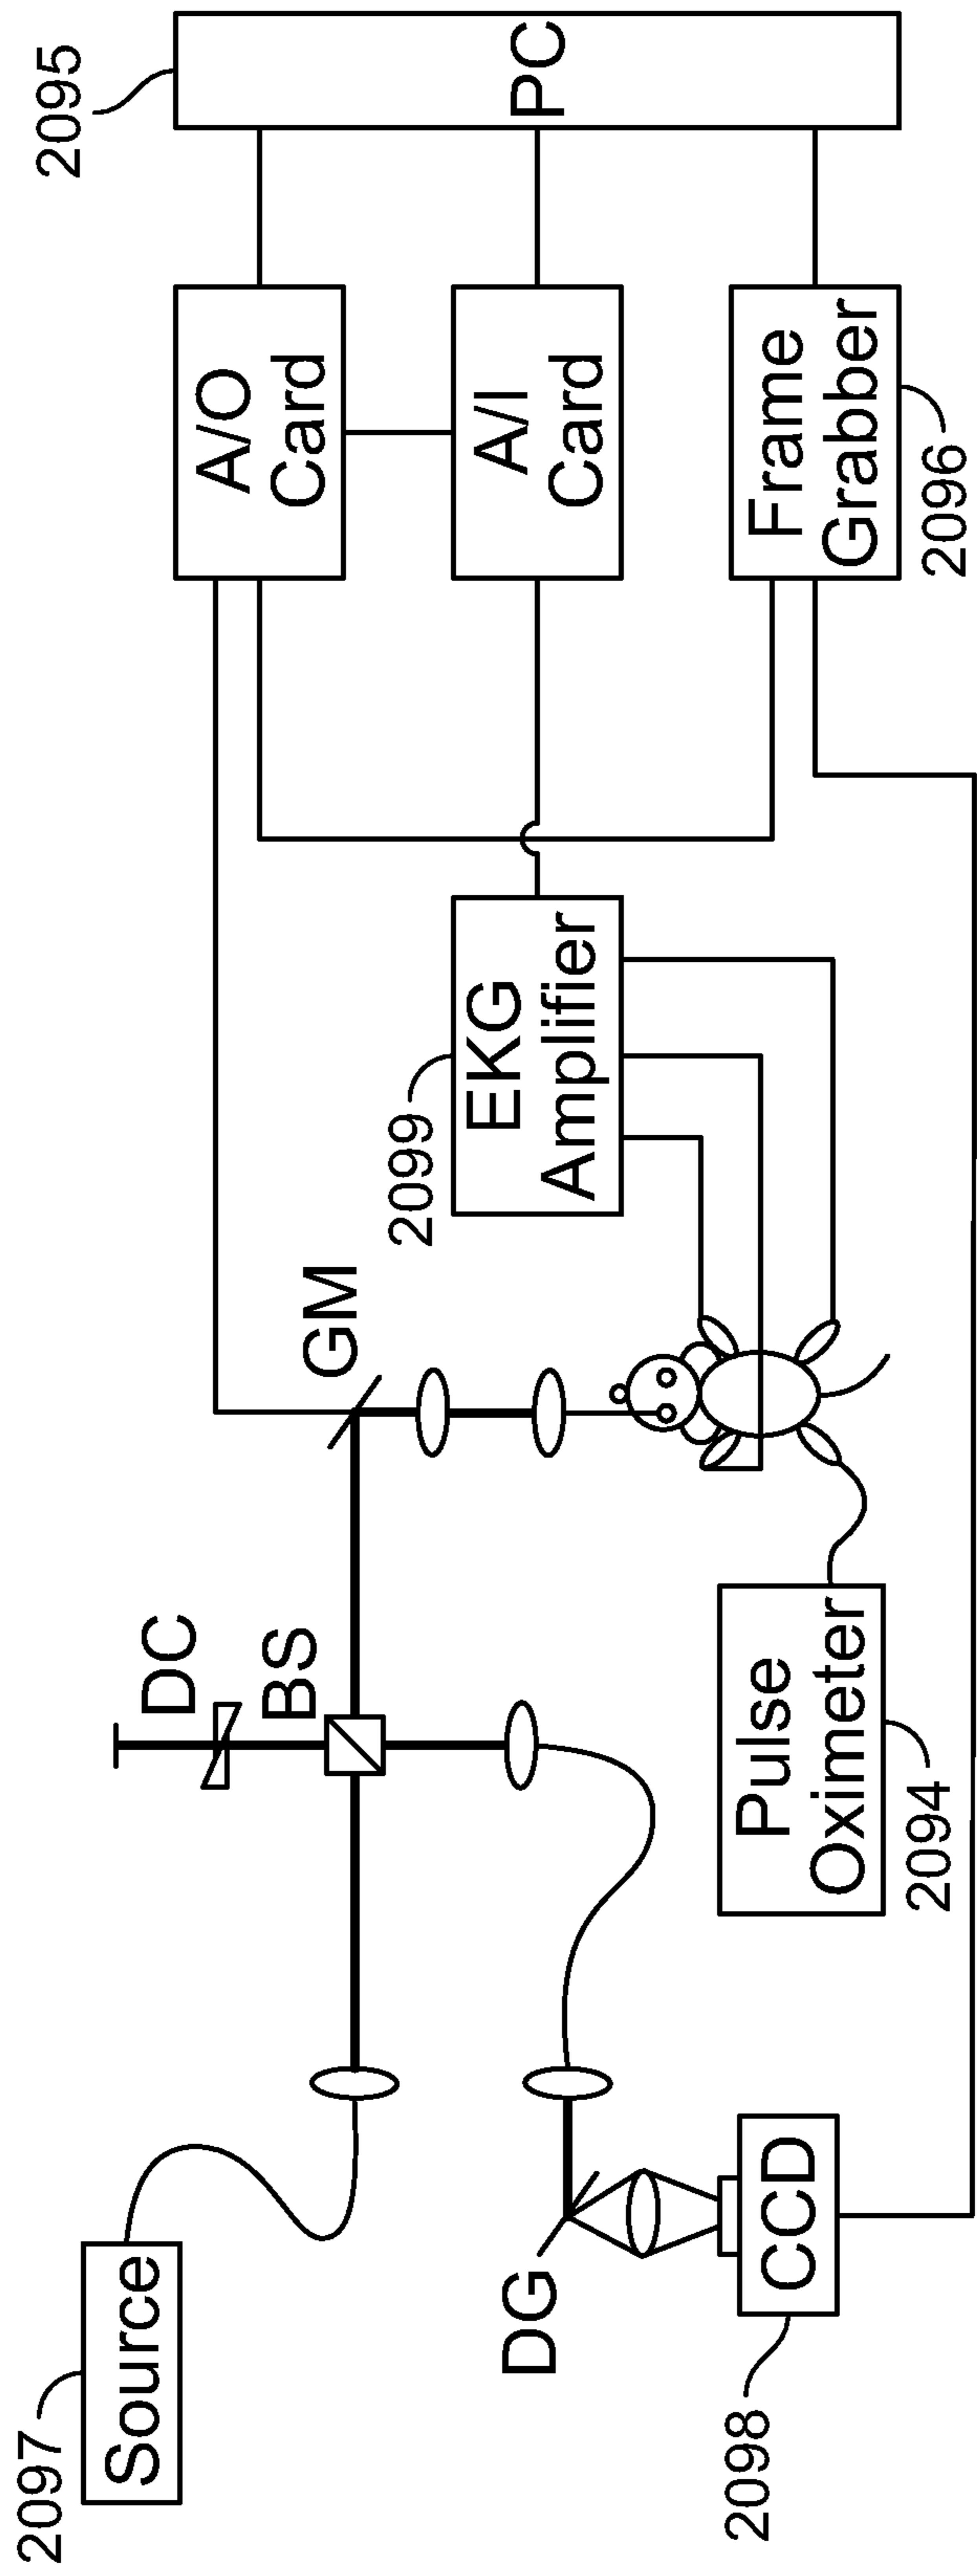 2097
Source
DC
BS
GM
2099
EKG
Amplifier
A/O
Card
2095
PC
A/I
Card
DG
2098
CCD
Pulse
Oximeter
2094
Frame
Grabber
2096